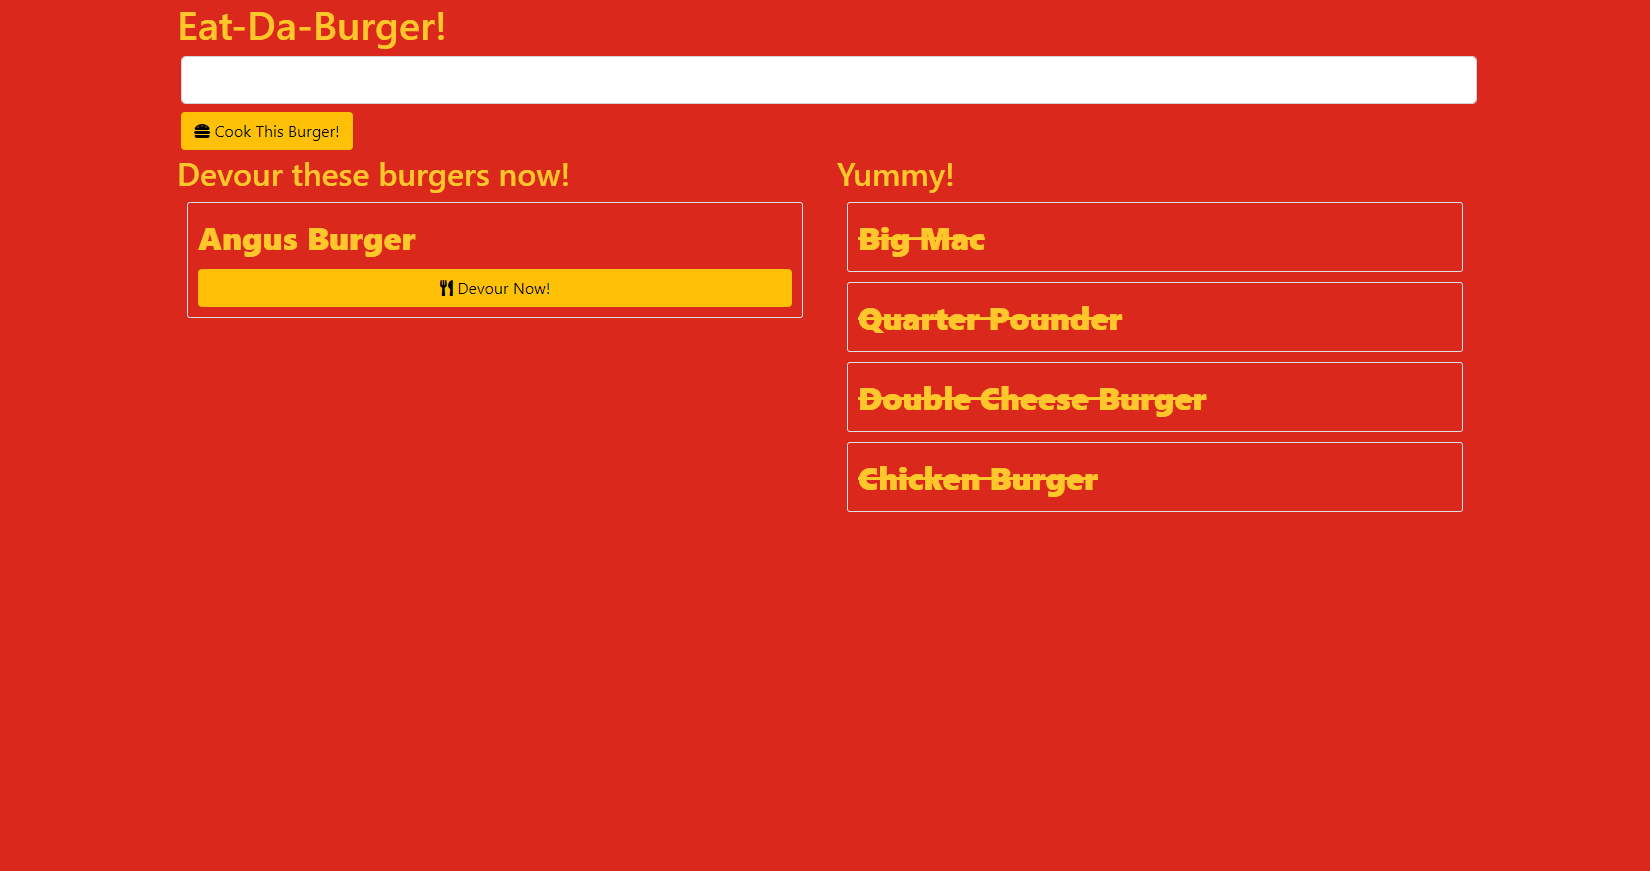 Eat-Da-Burger!
Cook This Burger!
Devour these burgers now!
Angus Burger
Devour Now!
Yummy!
Big Mac
Quarter Pounder
Double Cheese Burger
Chicken Burger